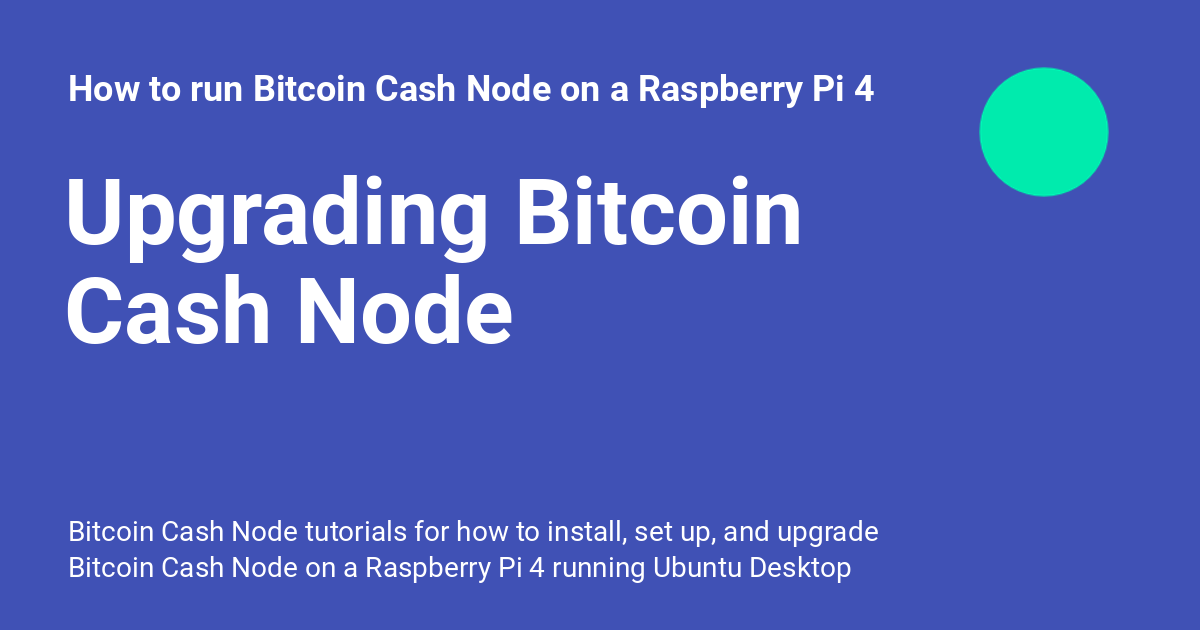 How to run Bitcoin Cash Node on a Raspberry Pi 4
Upgrading Bitcoin
Cash Node
Bitcoin Cash Node tutorials for how to install, set up, and upgrade
Bitcoin Cash Node on a Raspberry Pi 4 running Ubuntu Desktop